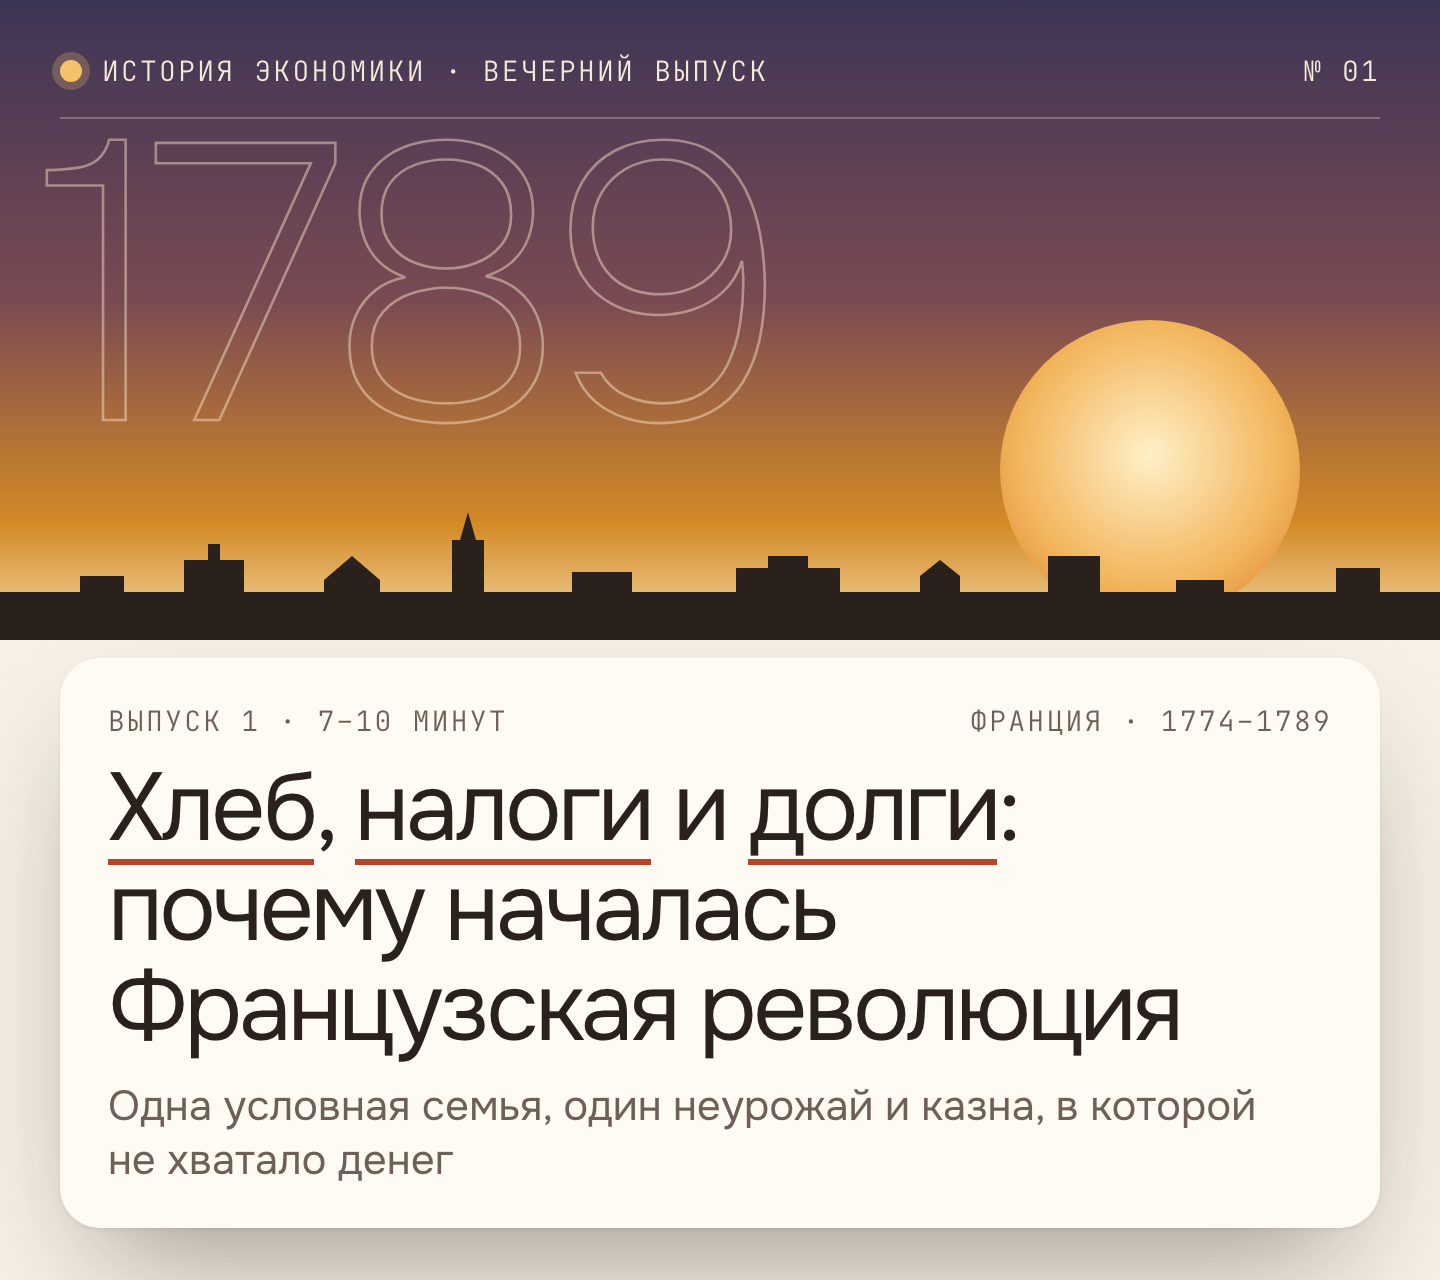 ИСТОРИЯ ЭКОНОМИКИ · ВЕЧЕРНИЙ ВЫПУСК
№ 01
1789
ВЫПУСК 1 · 7–10 МИНУТ
ФРАНЦИЯ · 1774–1789
Хлеб, налоги и долги:
почему началась
Французская революция
Одна условная семья, один неурожай и казна, в которой
не хватало денег